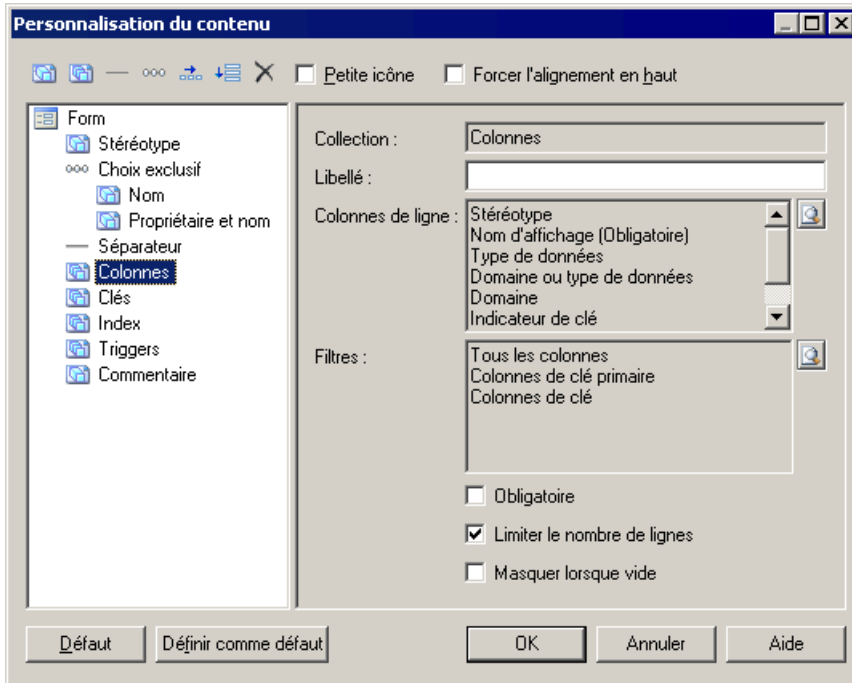 Personnalisation du contenu
Petite icône
Forcer l'alignement en haut
Form
Stéréotype
Choix exclusif
Nom
Propriétaire et nom
Séparateur
Colonnes
Clés
Index
Triggers
Commentaire
Collection :
Colonnes
Libellé :
Colonnes de ligne :
Stéréotype
Nom d'affichage (Obligatoire)
Type de données
Domaine ou type de données
Domaine
Indicateur de clé
Filtres :
Tous les colonnes
Colonnes de clé primaire
Colonnes de clé
Obligatoire
Limiter le nombre de lignes
Masquer lorsque vide
Défaut
Définir comme défaut
OK
Annuler
Aide